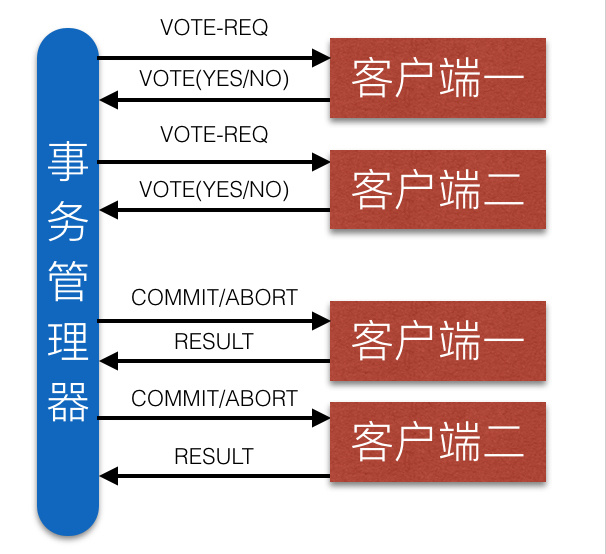 VOTE-REQ
客户端一
VOTE(YES/NO)
VOTE-REQ
客户端二
VOTE(YES/NO)
事务管理器
COMMIT/ABORT
客户端一
RESULT
COMMIT/ABORT
客户端二
RESULT